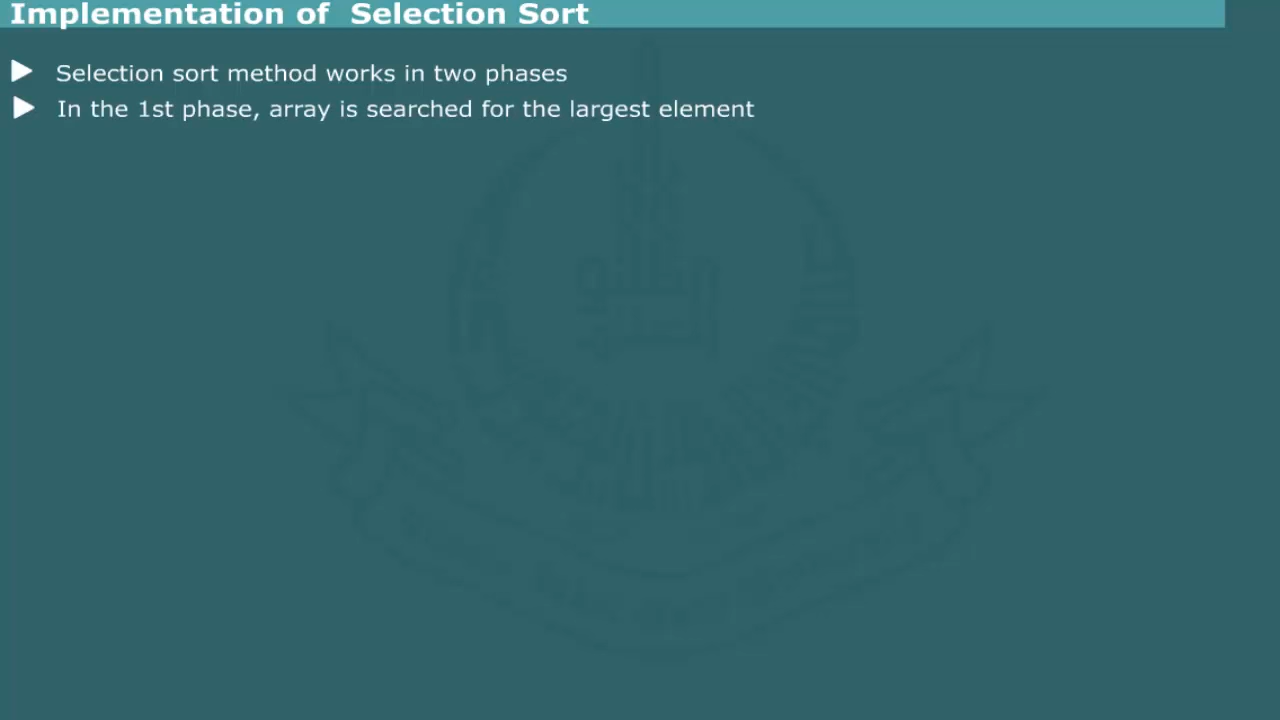 Implementation of  Selection Sort
Selection sort method works in two phases
In the 1st phase, array is searched for the largest element